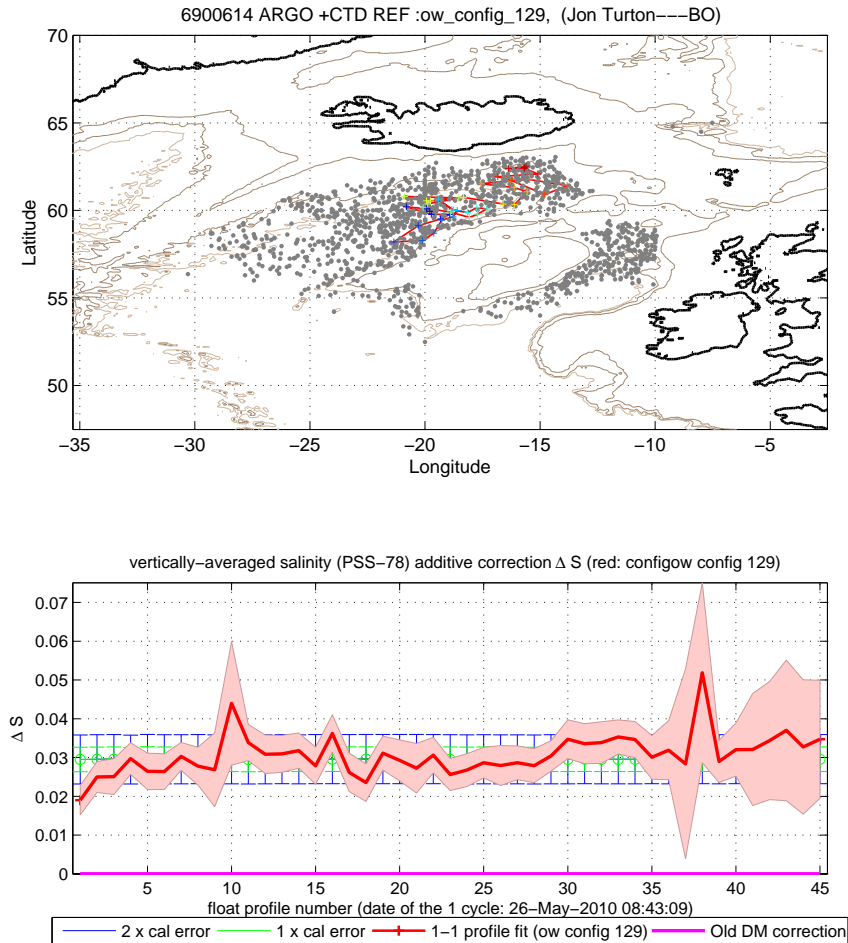 6900614 ARGO +CTD REF :ow_config_129,  (Jon Turton−−−BO)
70
65
60
55
50
Latitude
−35 −30 −25 −20 −15 −10 −5
Longitude
vertically−averaged salinity (PSS−78) additive correction Δ S (red: configow config 129)
0.07
0.06
0.05
0.04
0.03
0.02
0.01
0
Δ S
5 10 15 20 25 30 35 40 45
float profile number (date of the 1 cycle: 26−May−2010 08:43:09)
2 x cal error 1 x cal error 1−1 profile fit (ow config 129) Old DM correction